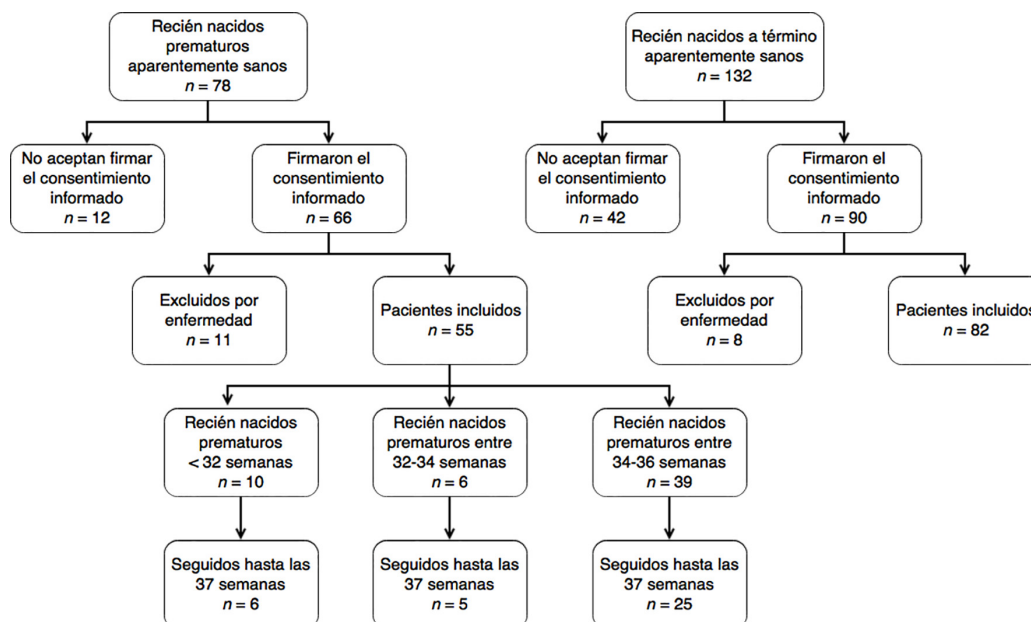 Recién nacidos
prematuros
aparentemente sanos
n = 78
Recién nacidos a término
aparentemente sanos
n = 132
No aceptan firmar
el consentimiento
informado
n = 12
Firmaron el
consentimiento
informado
n = 66
No aceptan firmar
el consentimiento
informado
n = 42
Firmaron el
consentimiento
informado
n = 90
Excluidos por
enfermedad
n = 11
Pacientes incluidos
n = 55
Excluidos por
enfermedad
n = 8
Pacientes incluidos
n = 82
Recién nacidos
prematuros
< 32 semanas
n = 10
Recién nacidos
prematuros entre
32-34 semanas
n = 6
Recién nacidos
prematuros entre
34-36 semanas
n = 39
Seguidos hasta las
37 semanas
n = 6
Seguidos hasta las
37 semanas
n = 5
Seguidos hasta las
37 semanas
n = 25